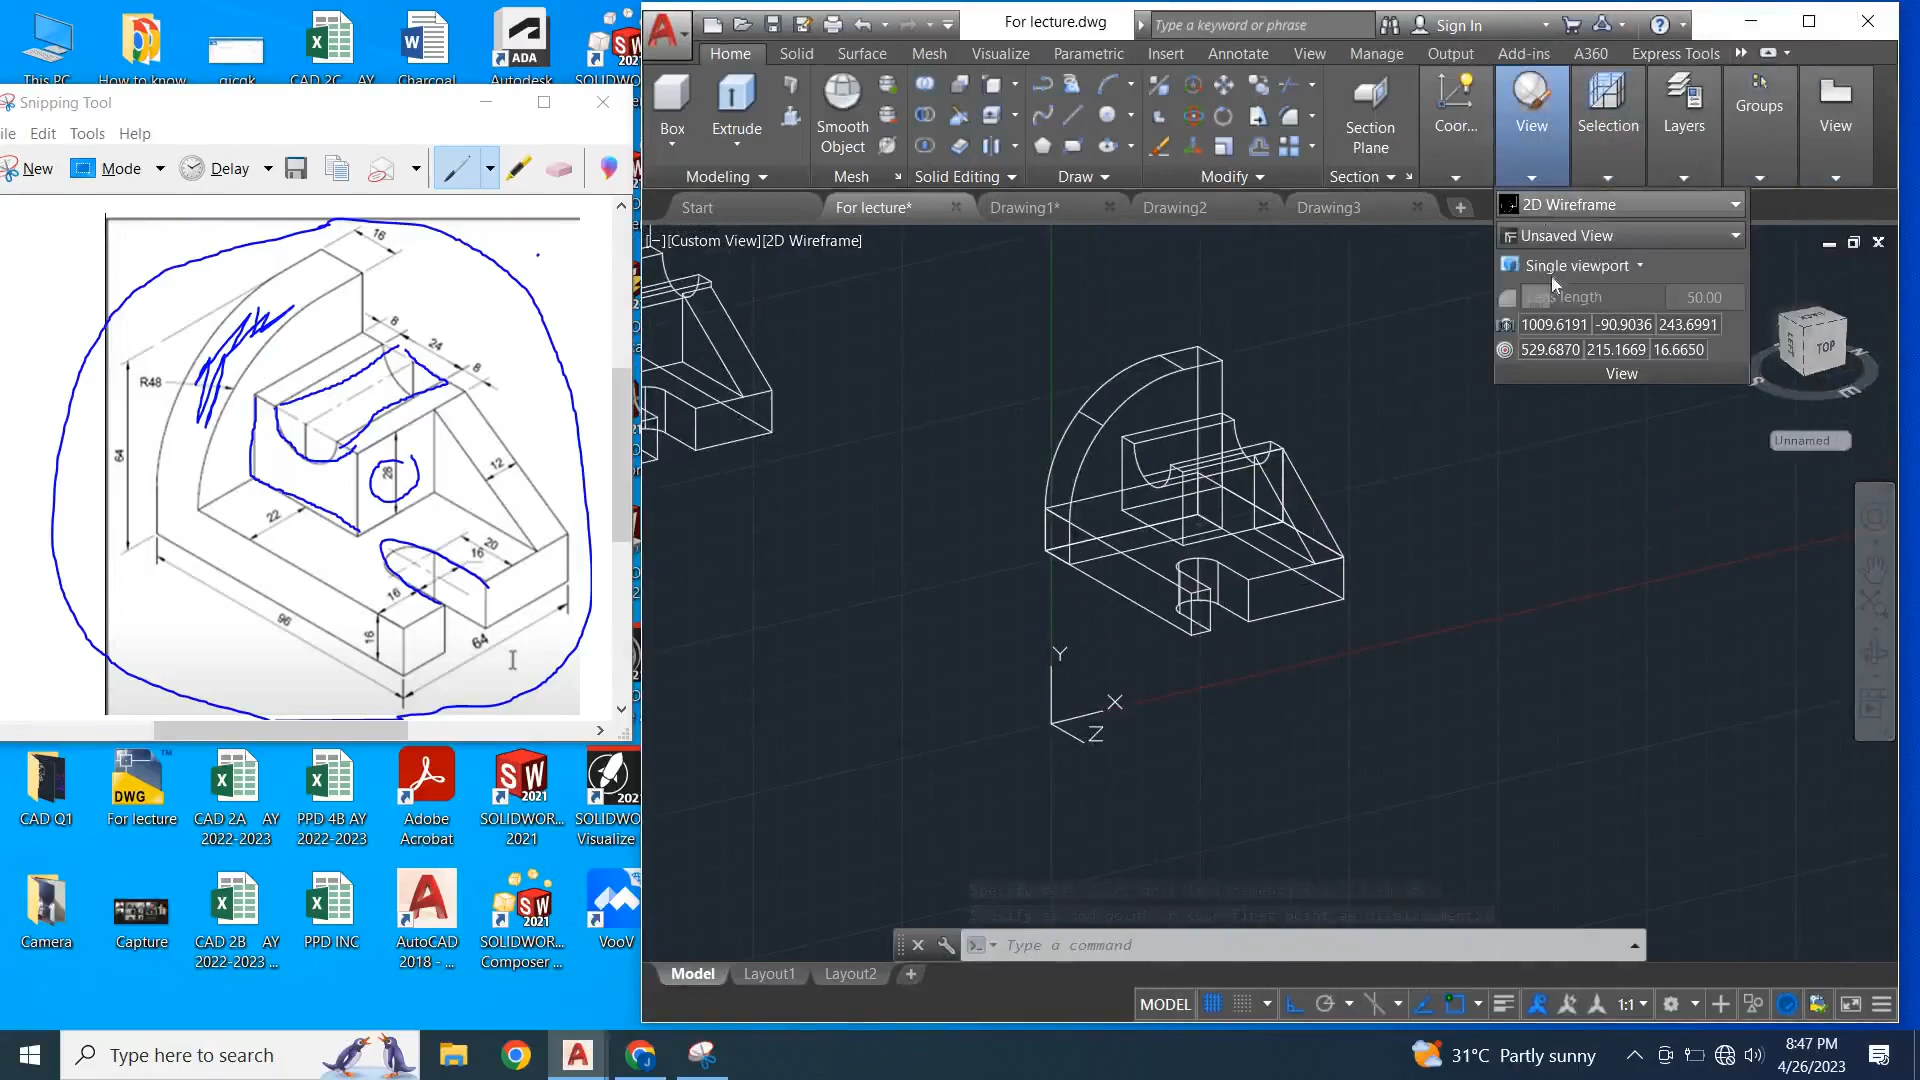 This PC
How to know
gicgk
CAD 2C   AY
Charcoal
Autodesk
ADA
SOLIDWOR
2021
Snipping Tool
ile
Edit
Tools
Help
New
Mode
Delay
16
8
24
8
R48
64
28
12
22
20
16
16
16
96
64
CAD Q1
DWG
For lecture
CAD 2A   AY
2022-2023
PPD 4B AY
2022-2023
Adobe
Acrobat
SOLIDWOR...
2021
SOLIDWO
Visualize
Camera
Capture
CAD 2B   AY
2022-2023 ...
PPD INC
AutoCAD
2018 - ...
SOLIDWOR...
Composer ...
VooV
For lecture.dwg
Type a keyword or phrase
Sign In
Home
Solid
Surface
Mesh
Visualize
Parametric
Insert
Annotate
View
Manage
Output
Add-ins
A360
Express Tools
Box
Extrude
Smooth
Object
Section
Plane
Coor...
View
Selection
Layers
Groups
View
Modeling
Mesh
Solid Editing
Draw
Modify
Section
Start
For lecture*
Drawing1*
Drawing2
Drawing3
[−][Custom View][2D Wireframe]
2D Wireframe
Unsaved View
Single viewport
length
50.00
1009.6191
-90.9036
243.6991
529.6870
215.1669
16.6650
View
LEFT
TOP
S
E
N
Unnamed
Y
X
Z
Type a command
Model
Layout1
Layout2
MODEL
1:1
Type here to search
31°C  Partly sunny
8:47 PM
4/26/2023